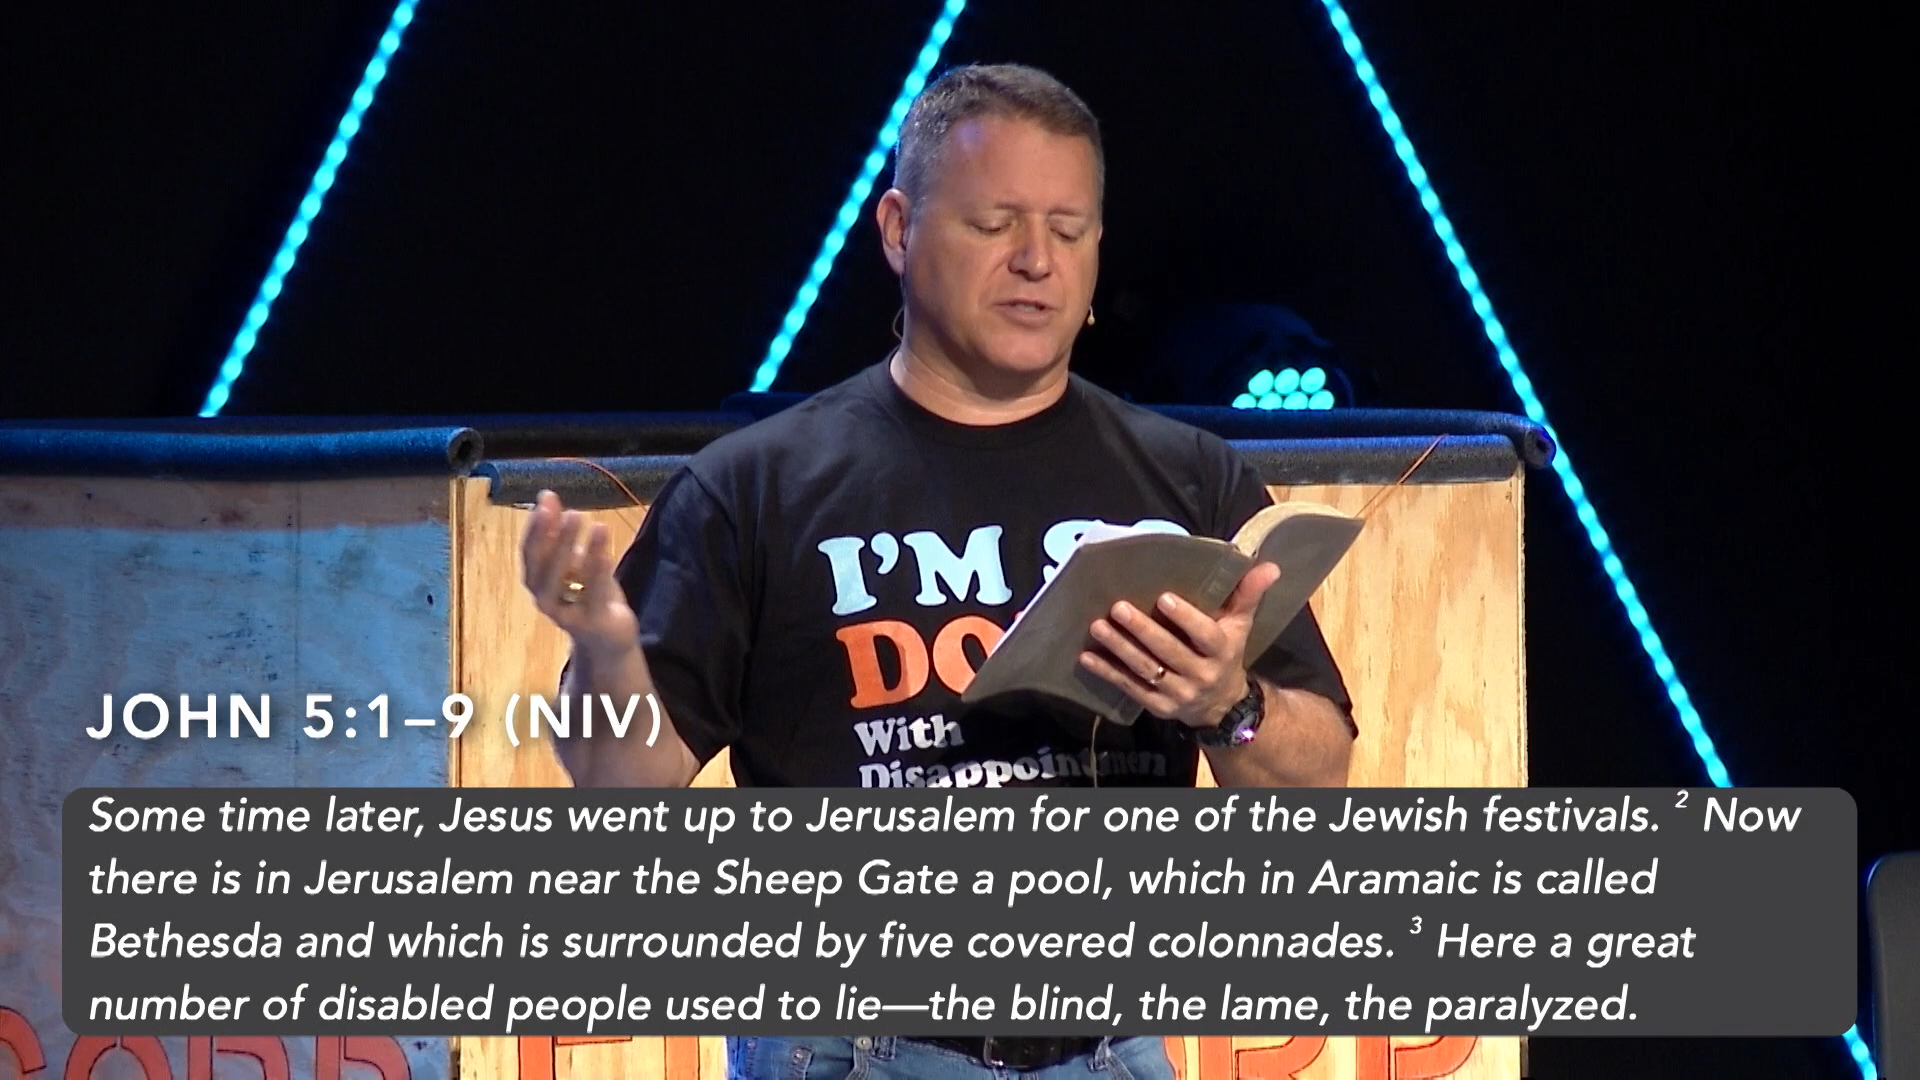 I'M SO
DO
With
Disappointmen
JOHN 5:1–9 (NIV)
Some time later, Jesus went up to Jerusalem for one of the Jewish festivals. 2 Now
there is in Jerusalem near the Sheep Gate a pool, which in Aramaic is called
Bethesda and which is surrounded by five covered colonnades. 3 Here a great
number of disabled people used to lie—the blind, the lame, the paralyzed.